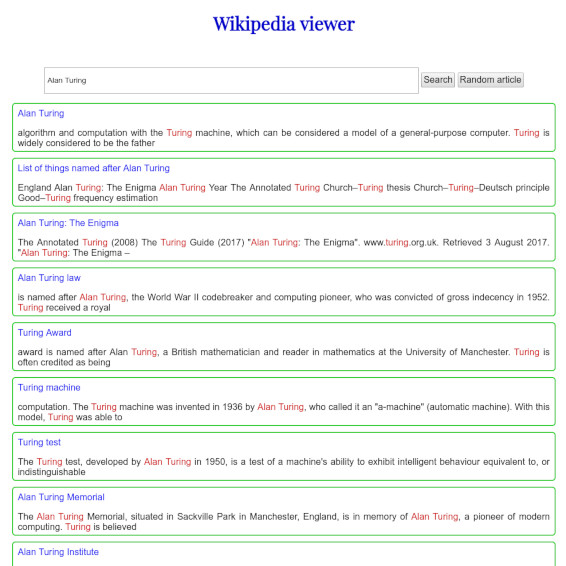 Wikipedia viewer
Alan Turing
Search Random article
Alan Turing
algorithm and computation with the Turing machine, which can be considered a model of a general-purpose computer. Turing is
widely considered to be the father
List of things named after Alan Turing
England Alan Turing: The Enigma Alan Turing Year The Annotated Turing Church–Turing thesis Church–Turing–Deutsch principle
Good–Turing frequency estimation
Alan Turing: The Enigma
The Annotated Turing (2008) The Turing Guide (2017) "Alan Turing: The Enigma". www.turing.org.uk. Retrieved 3 August 2017.
"Alan Turing: The Enigma –
Alan Turing law
is named after Alan Turing, the World War II codebreaker and computing pioneer, who was convicted of gross indecency in 1952.
Turing received a royal
Turing Award
award is named after Alan Turing, a British mathematician and reader in mathematics at the University of Manchester. Turing is
often credited as being
Turing machine
computation. The Turing machine was invented in 1936 by Alan Turing, who called it an "a-machine" (automatic machine). With this
model, Turing was able to
Turing test
The Turing test, developed by Alan Turing in 1950, is a test of a machine's ability to exhibit intelligent behaviour equivalent to, or
indistinguishable
Alan Turing Memorial
The Alan Turing Memorial, situated in Sackville Park in Manchester, England, is in memory of Alan Turing, a pioneer of modern
computing. Turing is believed
Alan Turing Institute